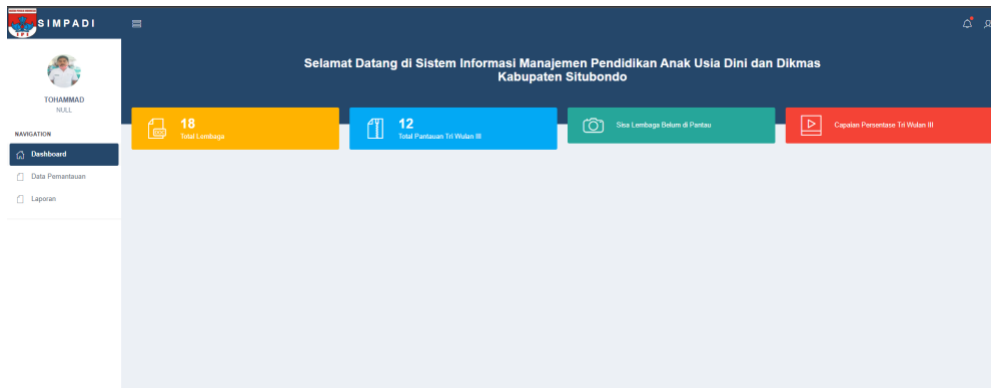 SIMPADI
TOHAMMAD
NULL
NAVIGATION
Dashboard
Data Pemantauan
Laporan
Selamat Datang di Sistem Informasi Manajemen Pendidikan Anak Usia Dini dan Dikmas
Kabupaten Situbondo
18
Total Lembaga
12
Total Pantauan Tri Wulan III
Sisa Lembaga Belum di Pantau
Capaian Persentase Tri Wulan III